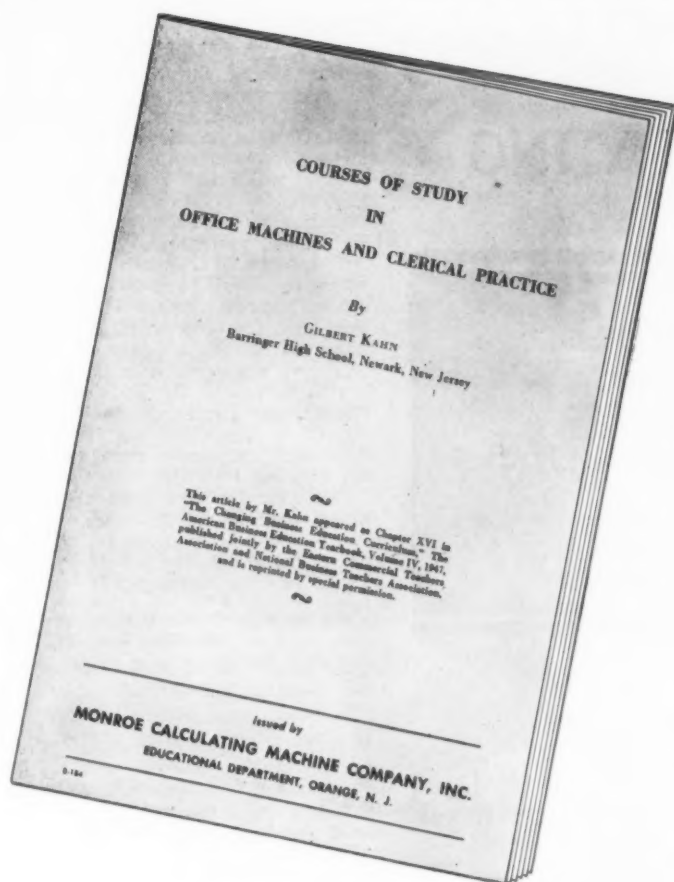 COURSES OF STUDY
IN
OFFICE MACHINES AND CLERICAL PRACTICE
By
GILBERT KAHN
Barringer High School, Newark, New Jersey
This article by Mr. Kahn appeared as Chapter XVI in
"The Changing Business Education Curriculum," The
American Business Education Yearbook, Volume IV, 1947,
published jointly by the Eastern Commercial Teachers
Association and National Business Teachers Association,
and is reprinted by special permission.
Issued by
MONROE CALCULATING MACHINE COMPANY, INC.
EDUCATIONAL DEPARTMENT, ORANGE, N. J.